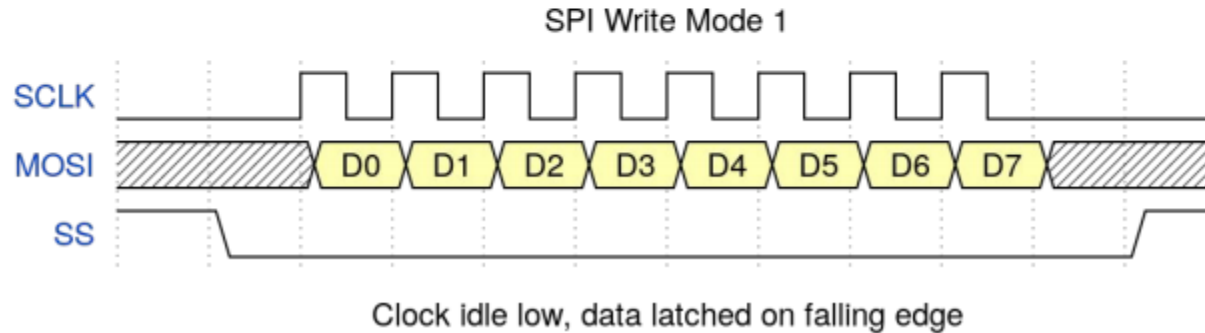 SPI Write Mode 1
SCLK
MOSI D0 D1 D2 D3 D4 D5 D6 D7
SS
Clock idle low, data latched on falling edge